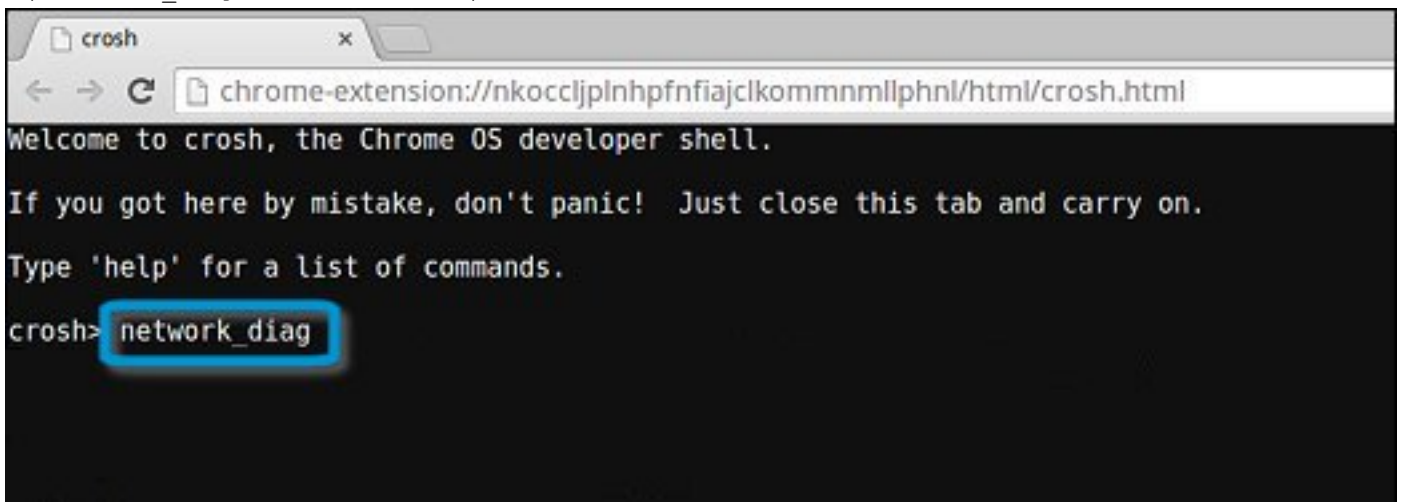 crosh
chrome-extension://nkoccljplnhpfnfiajclkommnmllphnl/html/crosh.html
Welcome to crosh, the Chrome OS developer shell.
If you got here by mistake, don't panic!  Just close this tab and carry on.
Type 'help' for a list of commands.
crosh> network_diag